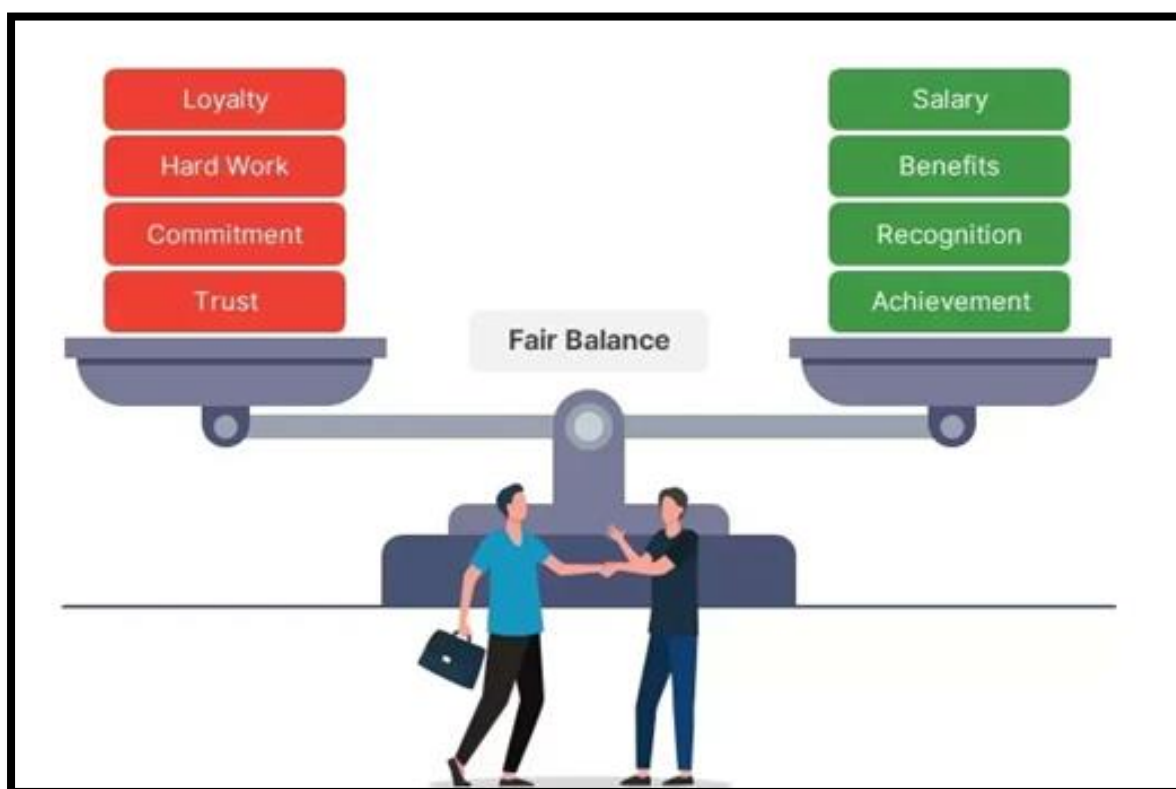 Loyalty
Hard Work
Commitment
Trust
Fair Balance
Salary
Benefits
Recognition
Achievement